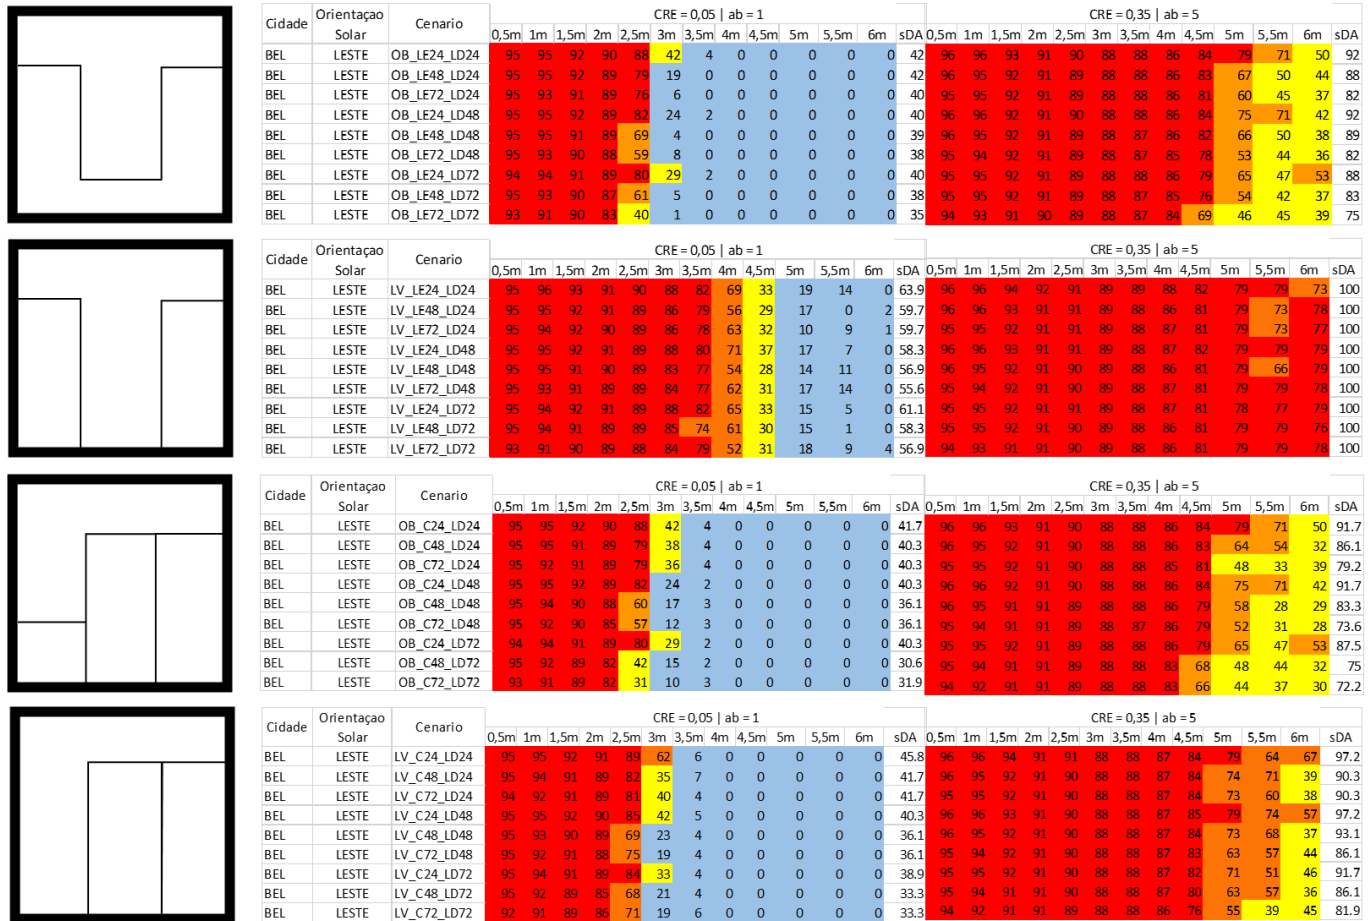 CRE = 0,05 | ab = 1 CRE = 0,35 | ab = 5
Cidade Orientaçao Solar Cenario 0,5m 1m 1,5m 2m 2,5m 3m 3,5m 4m 4,5m 5m 5,5m 6m sDA 0,5m 1m 1,5m 2m 2,5m 3m 3,5m 4m 4,5m 5m 5,5m 6m sDA
BEL LESTE OB_LE24_LD24 95 95 92 90 88 42 4 0 0 0 0 0 42 96 96 93 91 90 88 88 86 84 79 71 50 92
BEL LESTE OB_LE48_LD24 95 95 92 89 79 19 0 0 0 0 0 0 42 96 95 92 91 89 88 88 86 83 67 50 44 88
BEL LESTE OB_LE72_LD24 95 93 91 89 76 6 0 0 0 0 0 0 40 95 95 92 91 89 88 88 86 81 60 45 37 82
BEL LESTE OB_LE24_LD48 95 95 92 89 82 24 2 0 0 0 0 0 40 96 96 92 91 90 88 88 86 84 75 71 42 92
BEL LESTE OB_LE48_LD48 95 95 91 89 69 4 0 0 0 0 0 0 39 96 95 92 91 89 88 87 86 82 66 50 38 89
BEL LESTE OB_LE72_LD48 95 93 90 88 59 8 0 0 0 0 0 0 38 95 94 92 91 89 88 87 85 78 53 44 36 82
BEL LESTE OB_LE24_LD72 94 94 91 89 80 29 2 0 0 0 0 0 40 95 95 92 91 89 88 88 86 79 65 47 53 88
BEL LESTE OB_LE48_LD72 95 93 90 87 61 5 0 0 0 0 0 0 38 95 95 92 91 89 88 87 85 76 54 42 37 83
BEL LESTE OB_LE72_LD72 93 91 90 83 40 1 0 0 0 0 0 0 35 94 93 91 90 89 88 87 84 69 46 45 39 75
CRE = 0,05 | ab = 1 CRE = 0,35 | ab = 5
Cidade Orientaçao Solar Cenario 0,5m 1m 1,5m 2m 2,5m 3m 3,5m 4m 4,5m 5m 5,5m 6m sDA 0,5m 1m 1,5m 2m 2,5m 3m 3,5m 4m 4,5m 5m 5,5m 6m sDA
BEL LESTE LV_LE24_LD24 95 96 93 91 90 88 82 69 33 19 14 0 63.9 96 96 94 92 91 89 89 88 82 79 79 73 100
BEL LESTE LV_LE48_LD24 95 95 92 91 89 86 79 56 29 17 0 2 59.7 96 95 92 91 91 89 88 86 81 79 73 78 100
BEL LESTE LV_LE72_LD24 95 94 92 90 89 86 78 63 32 10 9 1 59.7 95 95 92 91 91 89 88 87 81 79 73 77 100
BEL LESTE LV_LE24_LD48 95 95 92 91 89 88 80 71 37 17 7 0 58.3 96 96 93 91 91 89 88 87 82 79 79 79 100
BEL LESTE LV_LE48_LD48 95 95 91 90 89 83 77 54 28 14 11 0 56.9 96 95 92 91 90 89 88 86 81 79 66 79 100
BEL LESTE LV_LE72_LD48 95 93 91 89 89 84 77 62 31 17 14 0 55.6 95 94 92 91 90 89 88 87 81 79 79 78 100
BEL LESTE LV_LE24_LD72 95 94 92 91 89 88 82 65 33 15 5 0 61.1 95 95 92 91 91 89 88 87 81 78 77 79 100
BEL LESTE LV_LE48_LD72 95 94 91 89 89 85 74 61 30 15 1 0 58.3 95 95 92 91 90 89 88 86 81 79 79 76 100
BEL LESTE LV_LE72_LD72 93 91 90 89 88 84 79 52 31 18 9 4 56.9 94 93 91 91 90 89 88 86 81 79 79 78 100
CRE = 0,05 | ab = 1 CRE = 0,35 | ab = 5
Cidade Orientaçao Solar Cenario 0,5m 1m 1,5m 2m 2,5m 3m 3,5m 4m 4,5m 5m 5,5m 6m sDA 0,5m 1m 1,5m 2m 2,5m 3m 3,5m 4m 4,5m 5m 5,5m 6m sDA
BEL LESTE OB_C24_LD24 95 95 92 90 88 42 4 0 0 0 0 0 41.7 96 96 93 91 90 88 88 86 84 79 71 50 91.7
BEL LESTE OB_C48_LD24 95 95 91 89 79 38 4 0 0 0 0 0 40.3 96 95 92 91 90 88 88 86 83 64 54 32 86.1
BEL LESTE OB_C72_LD24 95 92 91 89 79 36 4 0 0 0 0 0 40.3 95 95 92 91 89 88 88 85 81 48 33 39 79.2
BEL LESTE OB_C24_LD48 95 95 92 89 82 24 2 0 0 0 0 0 40.3 96 96 92 91 90 88 88 86 84 75 71 42 91.7
BEL LESTE OB_C48_LD48 95 94 90 88 60 17 3 0 0 0 0 0 36.1 96 95 91 91 89 88 88 86 79 58 28 29 83.3
BEL LESTE OB_C72_LD48 95 92 90 85 57 12 3 0 0 0 0 0 36.1 95 94 91 91 89 88 87 86 79 52 31 28 73.6
BEL LESTE OB_C24_LD72 94 94 91 89 80 29 2 0 0 0 0 0 40.3 95 95 92 91 89 88 88 86 79 65 47 53 87.5
BEL LESTE OB_C48_LD72 95 92 89 82 42 15 2 0 0 0 0 0 30.6 95 94 91 91 89 88 88 83 68 48 44 32 75
BEL LESTE OB_C72_LD72 93 91 89 82 31 10 3 0 0 0 0 0 31.9 94 92 91 91 89 88 88 83 66 44 37 30 72.2
CRE = 0,05 | ab = 1 CRE = 0,35 | ab = 5
Cidade Orientaçao Solar Cenario 0,5m 1m 1,5m 2m 2,5m 3m 3,5m 4m 4,5m 5m 5,5m 6m sDA 0,5m 1m 1,5m 2m 2,5m 3m 3,5m 4m 4,5m 5m 5,5m 6m sDA
BEL LESTE LV_C24_LD24 95 95 92 91 89 62 6 0 0 0 0 0 45.8 96 96 94 91 91 88 88 87 84 79 64 67 97.2
BEL LESTE LV_C48_LD24 95 94 91 89 82 35 7 0 0 0 0 0 41.7 96 95 92 91 90 88 88 87 84 74 71 39 90.3
BEL LESTE LV_C72_LD24 94 92 91 89 81 40 4 0 0 0 0 0 41.7 95 94 92 91 90 88 88 87 84 73 60 38 90.3
BEL LESTE LV_C24_LD48 95 95 92 90 85 42 5 0 0 0 0 0 40.3 96 95 93 91 90 88 88 87 85 79 74 57 97.2
BEL LESTE LV_C48_LD48 95 93 90 89 69 23 4 0 0 0 0 0 36.1 96 95 92 91 90 88 88 87 84 73 68 37 93.1
BEL LESTE LV_C72_LD48 95 92 91 88 75 19 4 0 0 0 0 0 36.1 95 94 92 91 90 88 88 87 83 63 57 44 86.1
BEL LESTE LV_C24_LD72 95 94 91 89 84 33 4 0 0 0 0 0 38.9 96 95 92 91 90 88 88 87 82 71 51 46 91.7
BEL LESTE LV_C48_LD72 95 92 89 85 68 21 4 0 0 0 0 0 33.3 95 94 91 91 90 88 88 87 80 63 57 36 86.1
BEL LESTE LV_C72_LD72 92 91 89 86 71 19 6 0 0 0 0 0 33.3 94 92 91 91 89 88 88 86 76 55 39 45 81.9